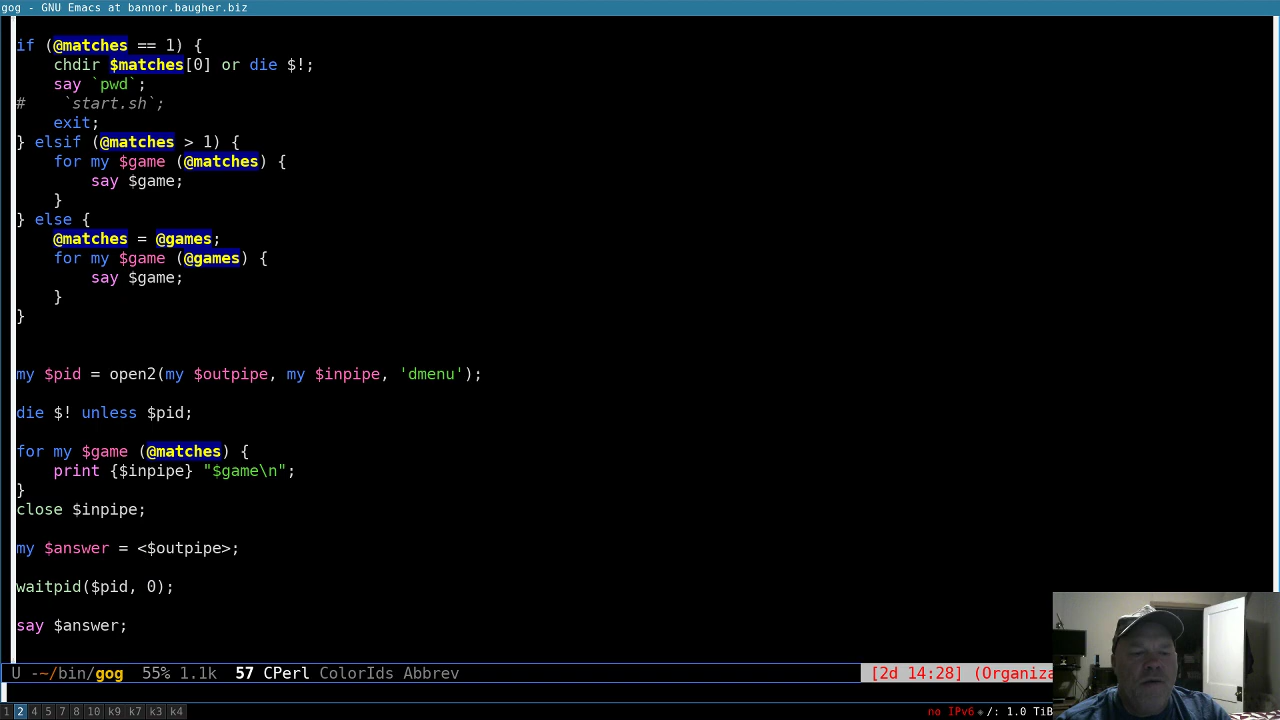 gog - GNU Emacs at bannor.baugher.biz
if (@matches == 1) {
    chdir $matches[0] or die $!;
    say `pwd`;
#    `start.sh`;
    exit;
} elsif (@matches > 1) {
    for my $game (@matches) {
        say $game;
    }
} else {
    @matches = @games;
    for my $game (@games) {
        say $game;
    }
}
my $pid = open2(my $outpipe, my $inpipe, 'dmenu');
die $! unless $pid;
for my $game (@matches) {
    print {$inpipe} "$game\n";
}
close $inpipe;
my $answer = <$outpipe>;
waitpid($pid, 0);
say $answer;
U -~/bin/gog  55% 1.1k  57 CPerl ColorIds Abbrev [2d 14:28] (Organiza
1 2 4 5 7 8 10 k9 k7 k3 k4 no IPv6 /: 1.0 TiB